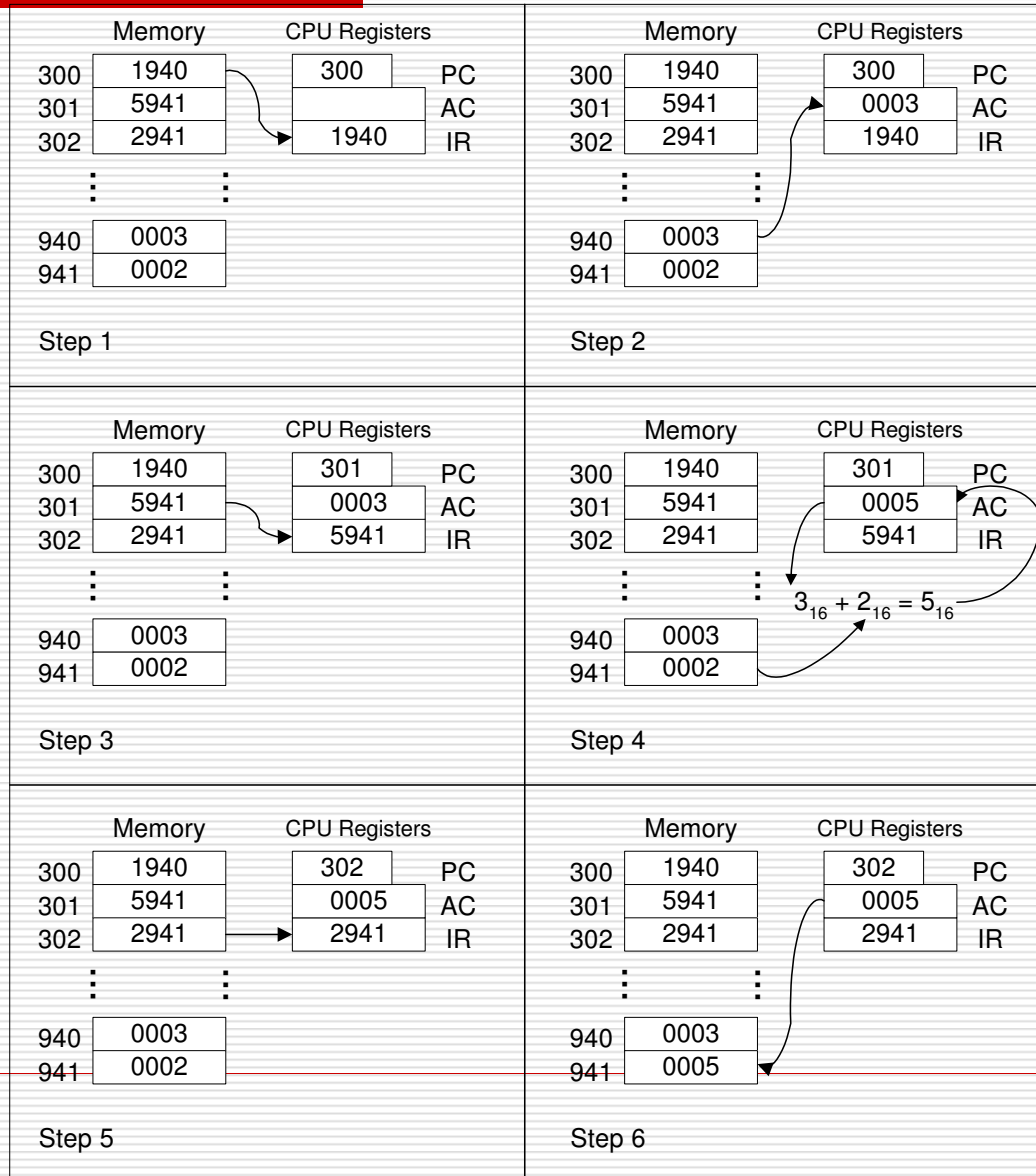 Memory CPU Registers
300 1940 300 PC
301 5941 AC
302 2941 1940 IR
⋮ ⋮
940 0003
941 0002
Step 1
Memory CPU Registers
300 1940 300 PC
301 5941 0003 AC
302 2941 1940 IR
⋮ ⋮
940 0003
941 0002
Step 2
Memory CPU Registers
300 1940 301 PC
301 5941 0003 AC
302 2941 5941 IR
⋮ ⋮
940 0003
941 0002
Step 3
Memory CPU Registers
300 1940 301 PC
301 5941 0005 AC
302 2941 5941 IR
⋮ ⋮
3₁₆ + 2₁₆ = 5₁₆
940 0003
941 0002
Step 4
Memory CPU Registers
300 1940 302 PC
301 5941 0005 AC
302 2941 2941 IR
⋮ ⋮
940 0003
941 0002
Step 5
Memory CPU Registers
300 1940 302 PC
301 5941 0005 AC
302 2941 2941 IR
⋮ ⋮
940 0003
941 0005
Step 6